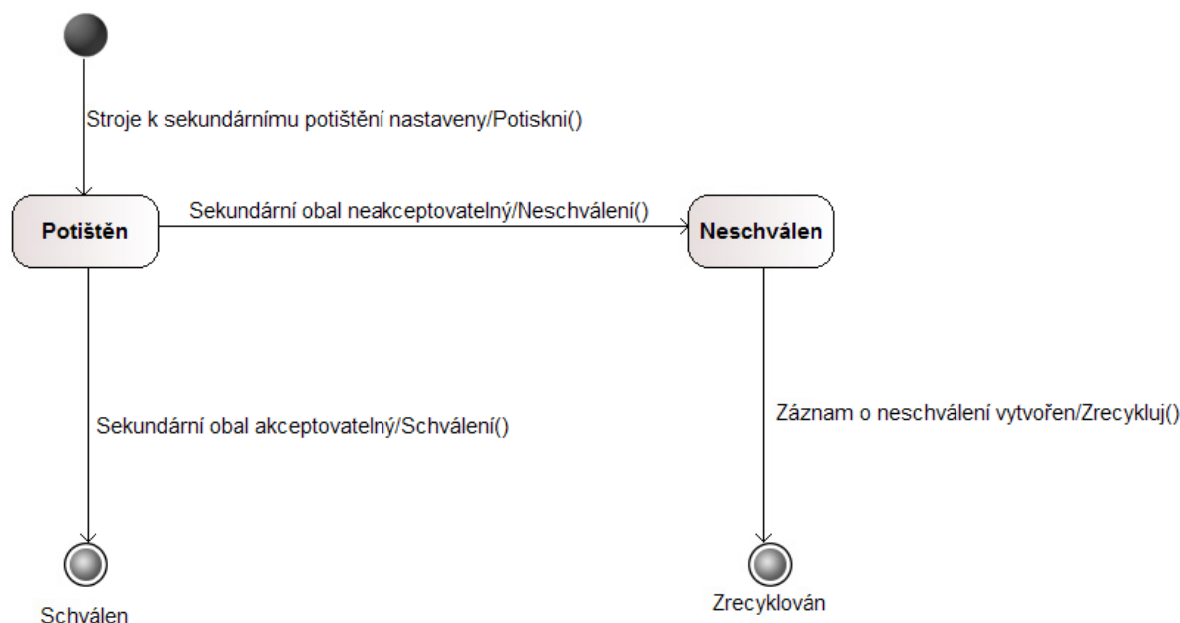 Stroje k sekundárnímu potištění nastaveny/Potiskni()
Sekundární obal neakceptovatelný/Neschválení()
Potištěn
Neschválen
Záznam o neschválení vytvořen/Zrecykluj()
Sekundární obal akceptovatelný/Schválení()
Zrecyklován
Schválen